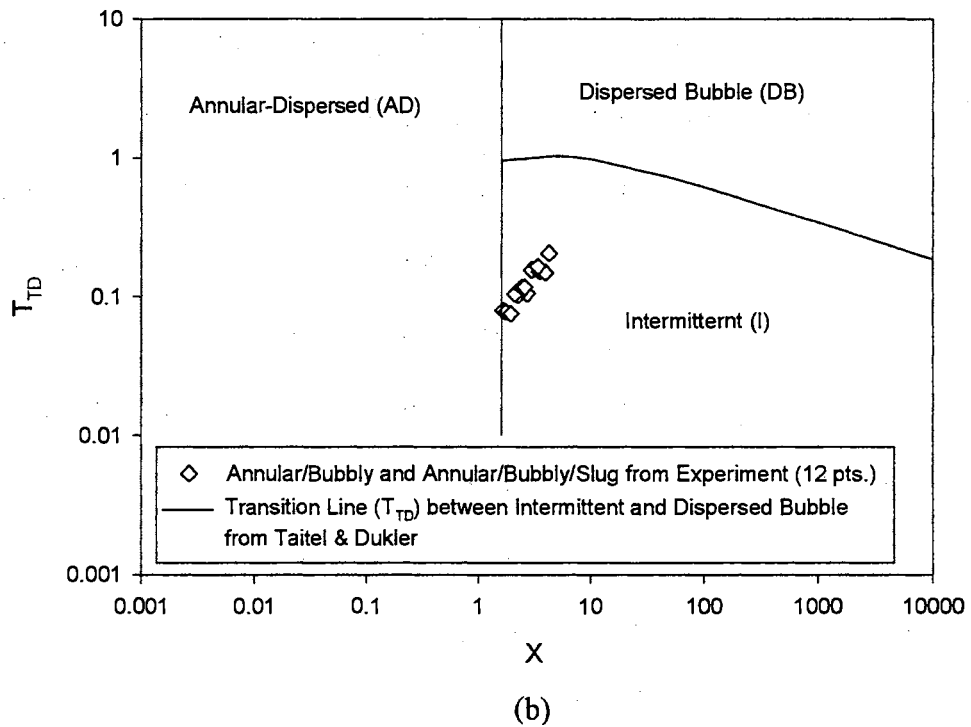 10
Annular-Dispersed (AD)
Dispersed Bubble (DB)
1
T_TD
0.1
Intermitternt (I)
0.01
Annular/Bubbly and Annular/Bubbly/Slug from Experiment (12 pts.)
Transition Line (T_TD) between Intermittent and Dispersed Bubble
from Taitel & Dukler
0.001
0.001 0.01 0.1 1 10 100 1000 10000
X
(b)